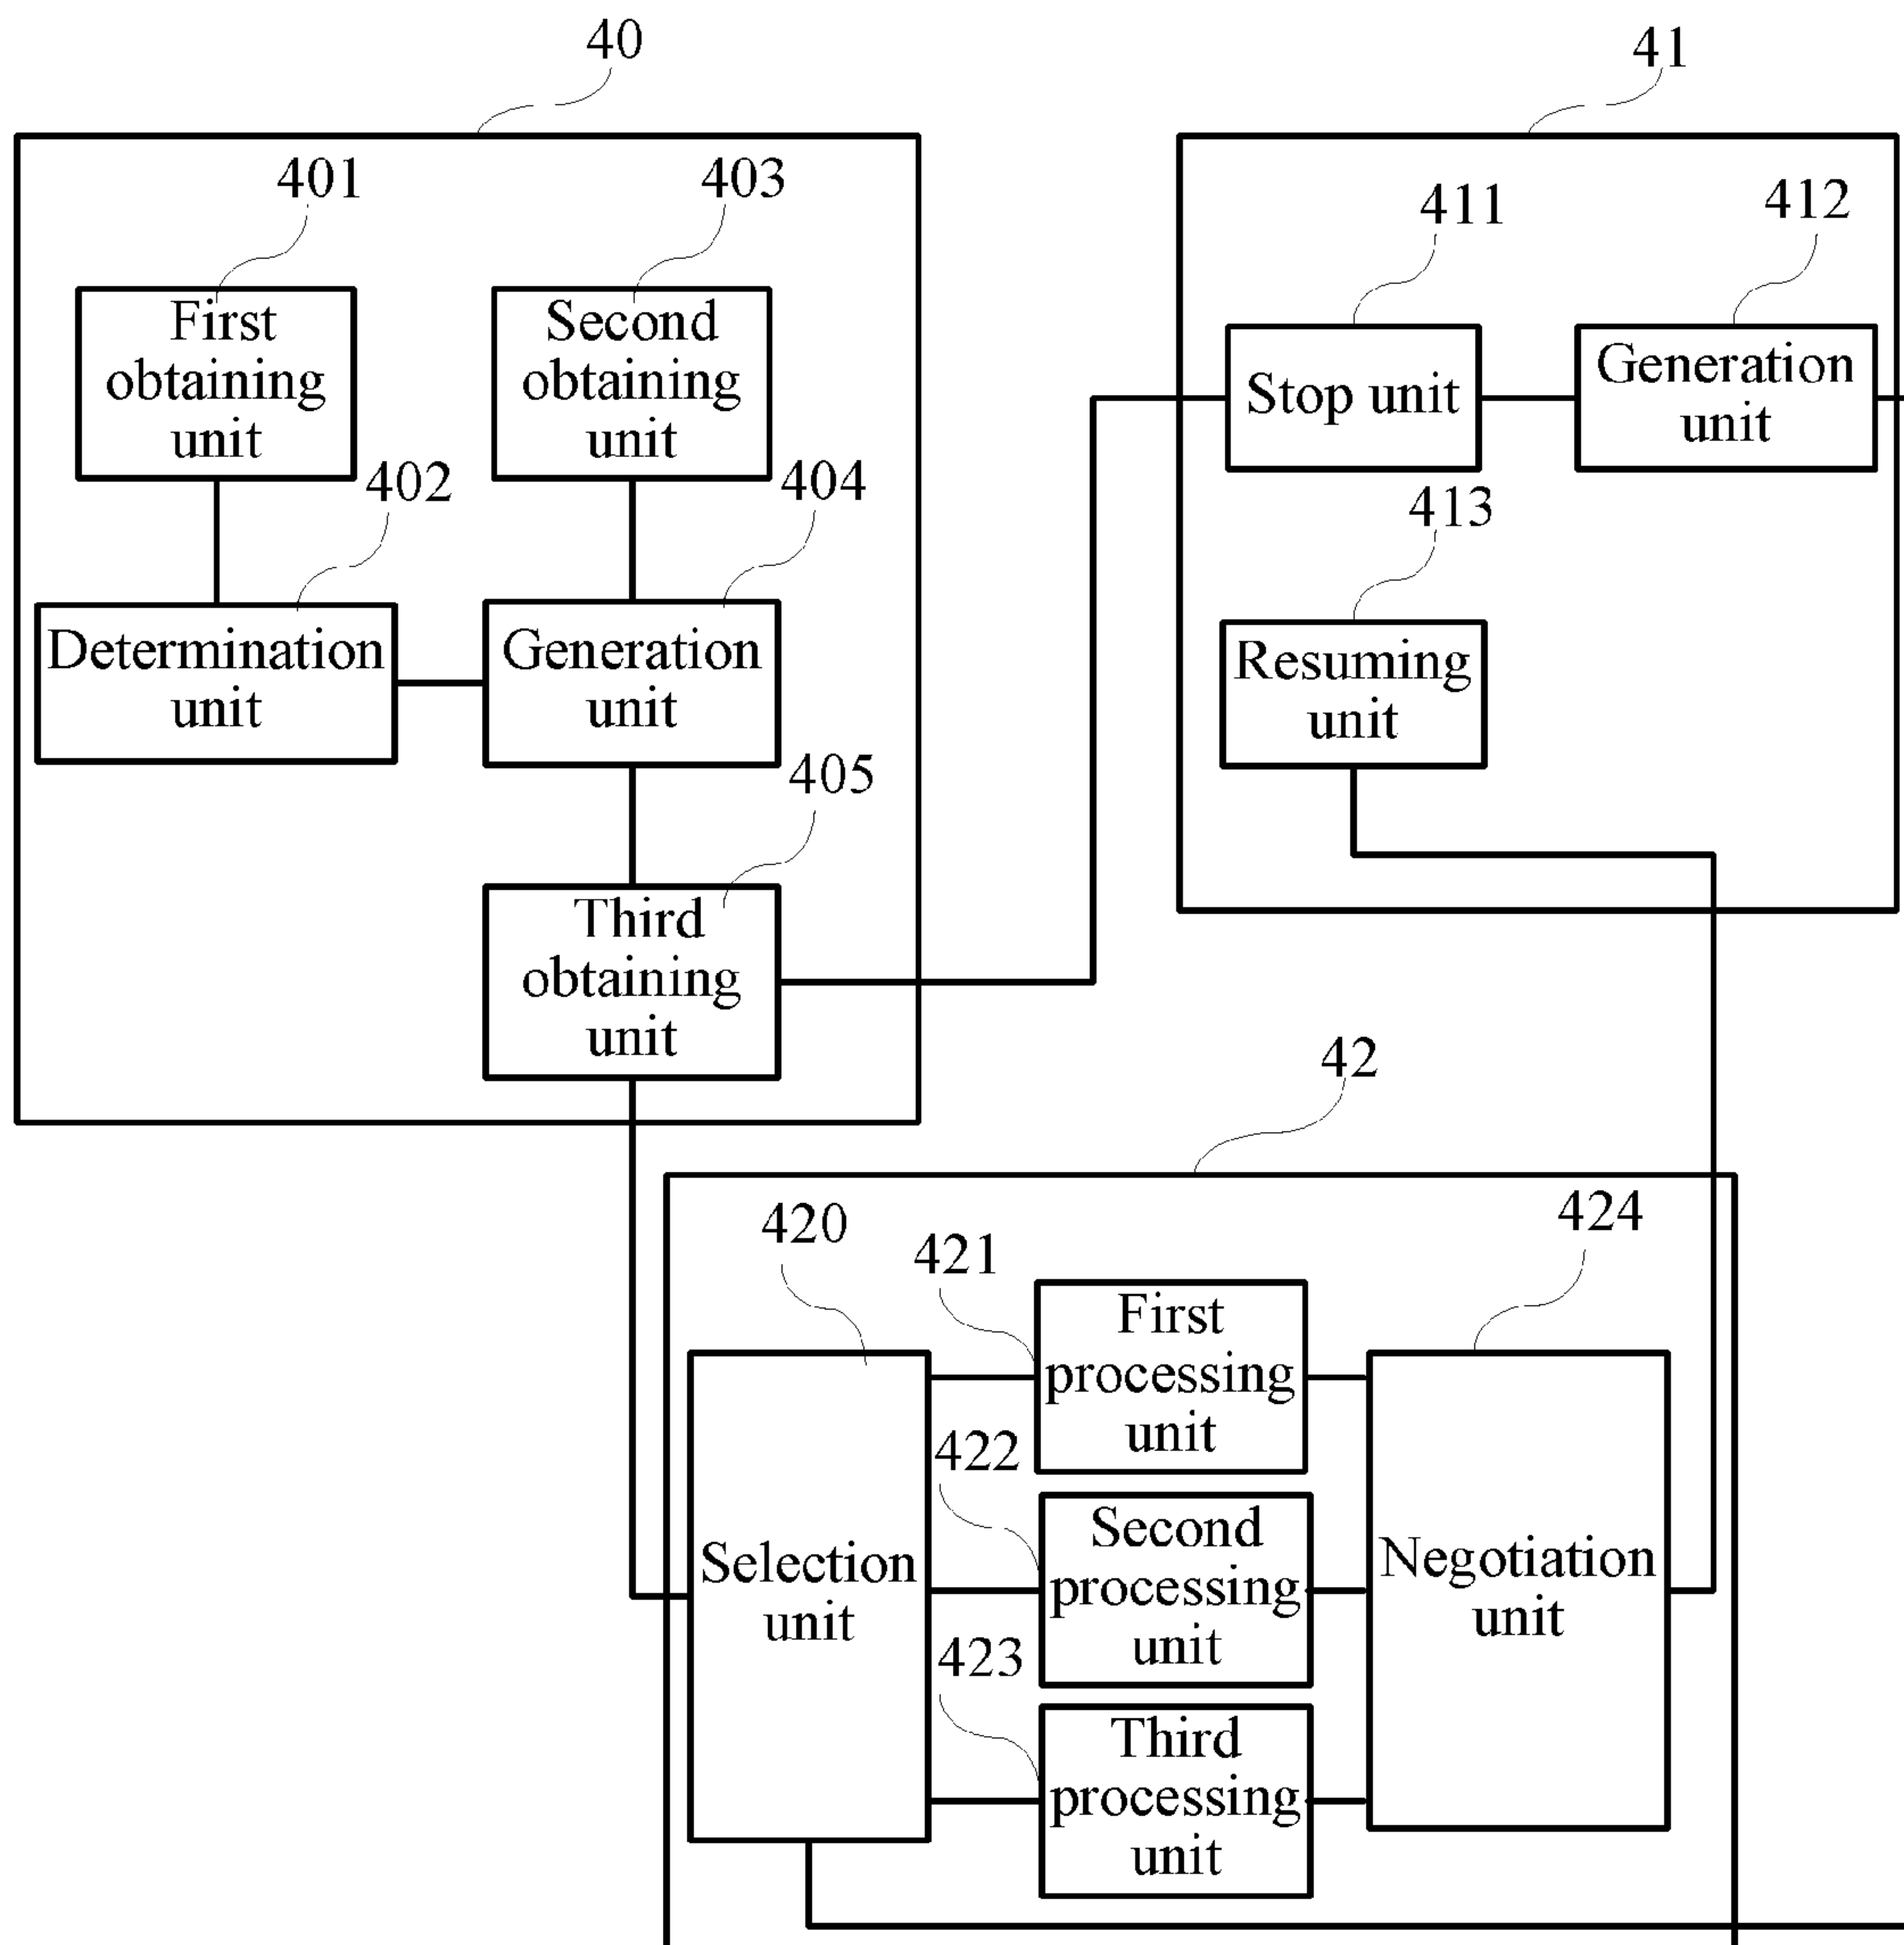 40
41
401
403
411
412
First
obtaining
unit
Second
obtaining
unit
Stop unit
Generation
unit
402
404
413
Determination
unit
Generation
unit
Resuming
unit
405
Third
obtaining
unit
42
420
421
424
First
processing
unit
422
Selection
unit
Second
processing
unit
Negotiation
unit
423
Third
processing
unit